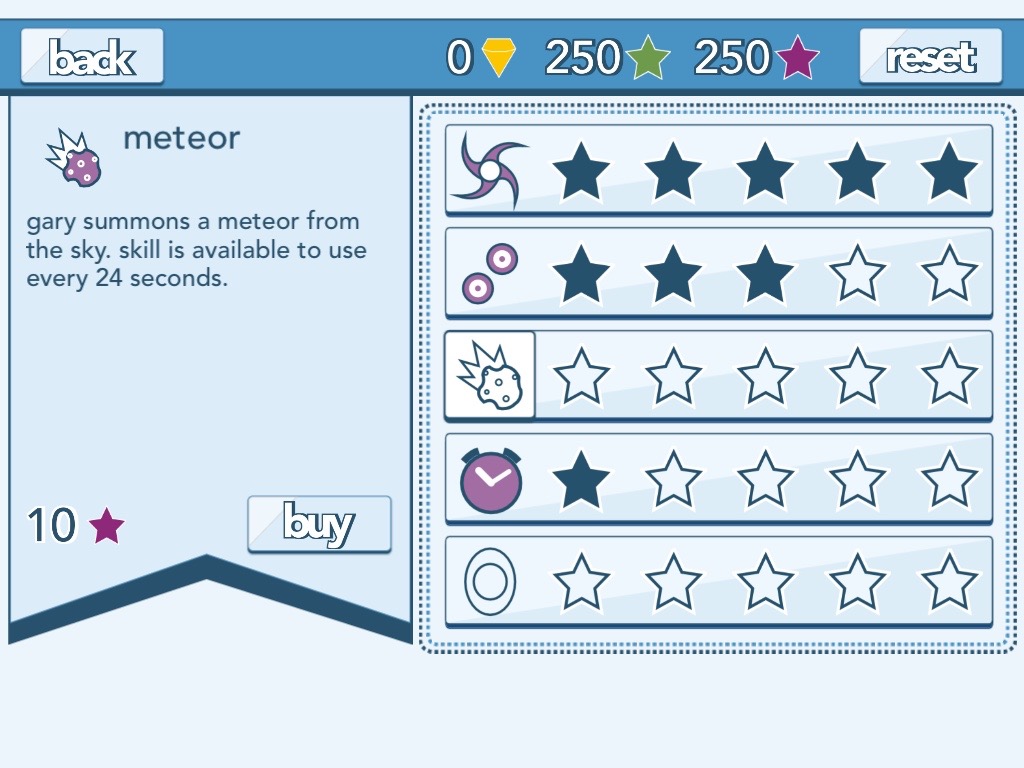 back
0
250
250
reset
meteor
gary summons a meteor from
the sky. skill is available to use
every 24 seconds.
10
buy